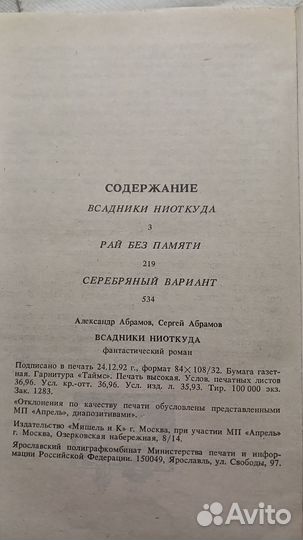 СОДЕРЖАНИЕ
ВСАДНИКИ НИОТКУДА
3
РАЙ БЕЗ ПАМЯТИ
219
СЕРЕБРЯНЫЙ ВАРИАНТ
534
Александр Абрамов, Сергей Абрамов
ВСАДНИКИ НИОТКУДА
фантастический роман
Подписано в печать 24.12.92 г., формат 84×108/32. Бумага газет-
ная. Гарнитура «Таймс». Печать высокая. Услов. печатных листов
36,96. Усл. кр.-отт. 36,96. Усл. изд. л. 35,93. Тир. 100 000 экз.
Зак. 1283.
«Отклонения по качеству печати обусловлены представленными
МП «Апрель», диапозитивами».
Издательство «Мишель и К» г. Москва, при участии МП «Апрель»
г. Москва, Озерковская набережная, 8/14.
Ярославский полиграфкомбинат Министерства печати и инфор-
мации Российской Федерации. 150049, Ярославль, ул. Свободы, 97.
Avito